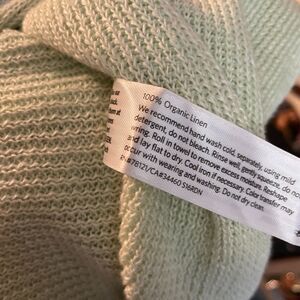 100% Organic Linen
We recommend hand wash cold, separately, using mild
detergent, do not bleach. Rinse well, gently squeeze, do not
wring. Roll in towel to remove excess moisture. Reshape
and lay flat to dry. Cool iron if necessary. Color transfer may
occur with wearing and washing. Do not dry clean.